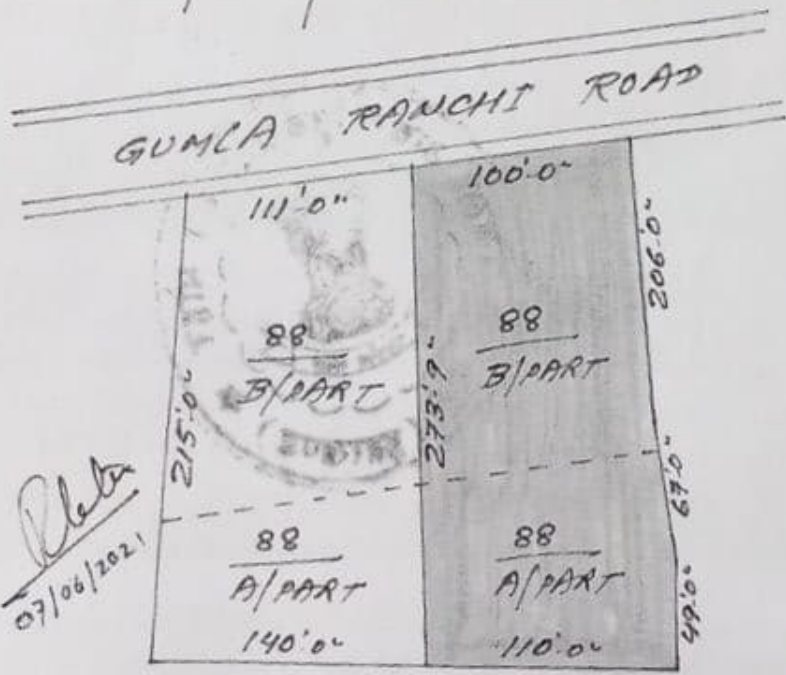 GUMLA RANCHI ROAD
111'0"
100'0"
206'0"
88
B/PART
88
B/PART
215'0"
273'9"
67'0"
88
A/PART
88
A/PART
49'0"
140'0"
110'0"
07/06/2021